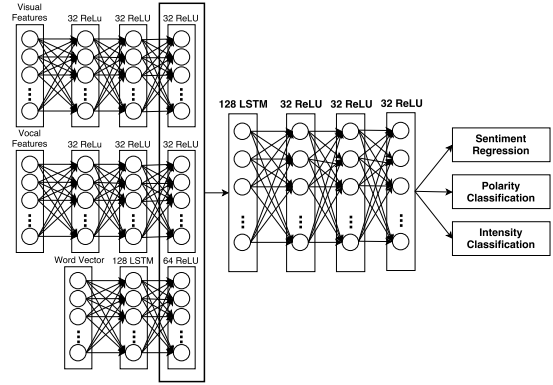 Visual
Features
32 ReLu
32 ReLU
32 ReLU
Vocal
Features
32 ReLu
32 ReLU
32 ReLU
Word Vector
128 LSTM
64 ReLU
128 LSTM
32 ReLU
32 ReLU
32 ReLU
Sentiment
Regression
Polarity
Classification
Intensity
Classification